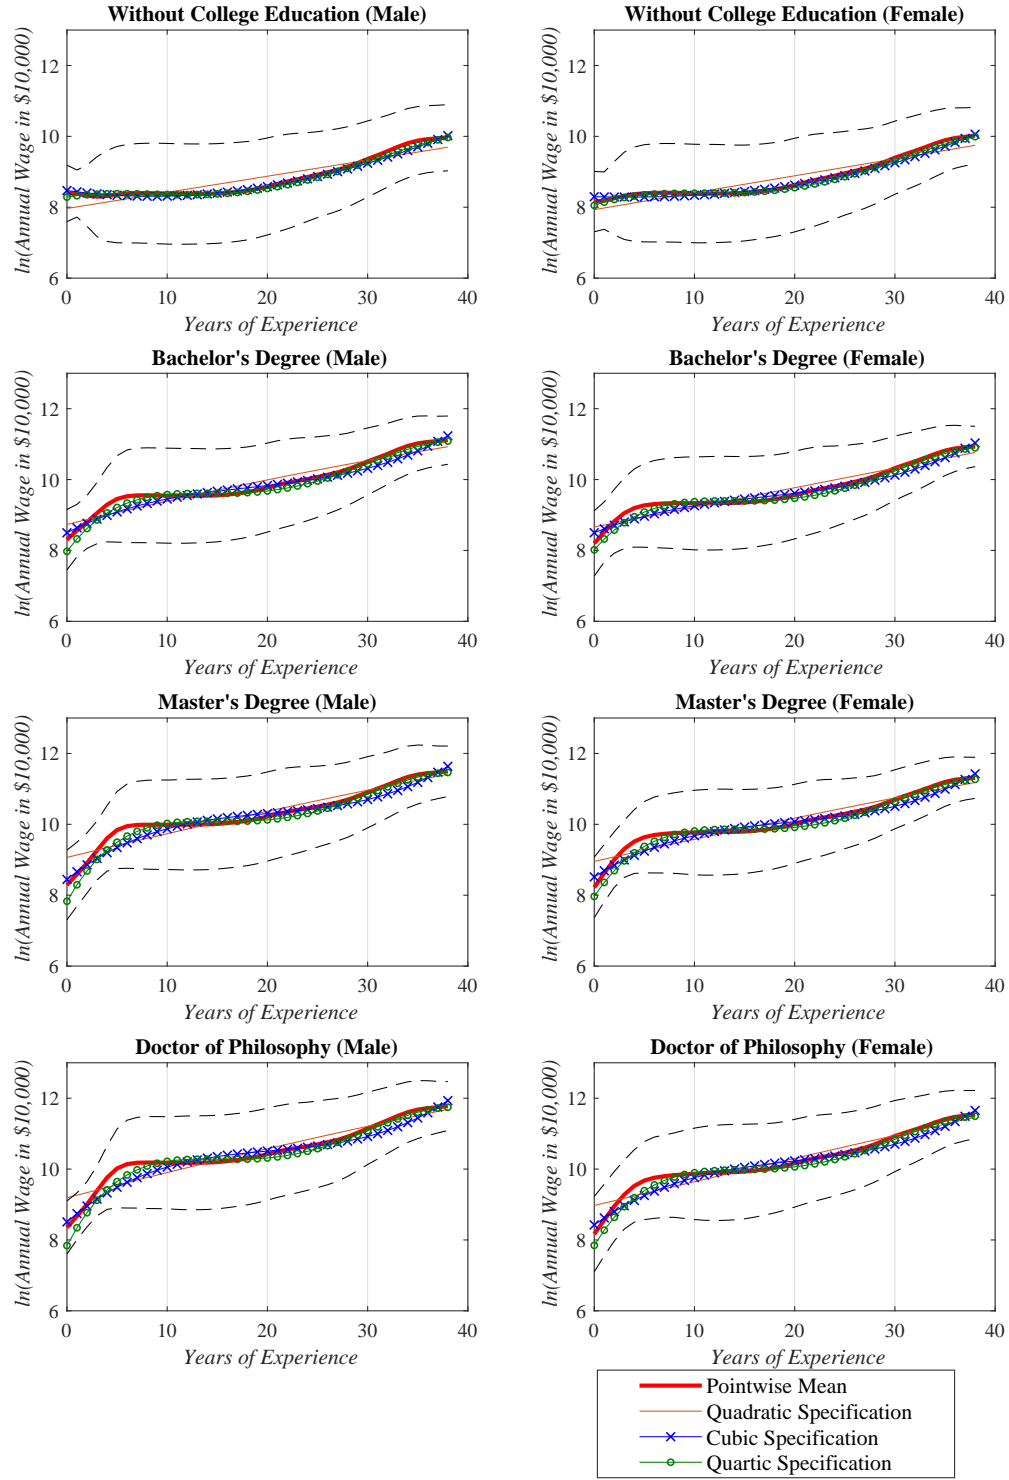 Without College Education (Male)
ln(Annual Wage in $10,000)
12
10
8
6
0 10 20 30 40
Years of Experience
Without College Education (Female)
ln(Annual Wage in $10,000)
12
10
8
6
0 10 20 30 40
Years of Experience
Bachelor's Degree (Male)
ln(Annual Wage in $10,000)
12
10
8
6
0 10 20 30 40
Years of Experience
Bachelor's Degree (Female)
ln(Annual Wage in $10,000)
12
10
8
6
0 10 20 30 40
Years of Experience
Master's Degree (Male)
ln(Annual Wage in $10,000)
12
10
8
6
0 10 20 30 40
Years of Experience
Master's Degree (Female)
ln(Annual Wage in $10,000)
12
10
8
6
0 10 20 30 40
Years of Experience
Doctor of Philosophy (Male)
ln(Annual Wage in $10,000)
12
10
8
6
0 10 20 30 40
Years of Experience
Doctor of Philosophy (Female)
ln(Annual Wage in $10,000)
12
10
8
6
0 10 20 30 40
Years of Experience
Pointwise Mean
Quadratic Specification
Cubic Specification
Quartic Specification